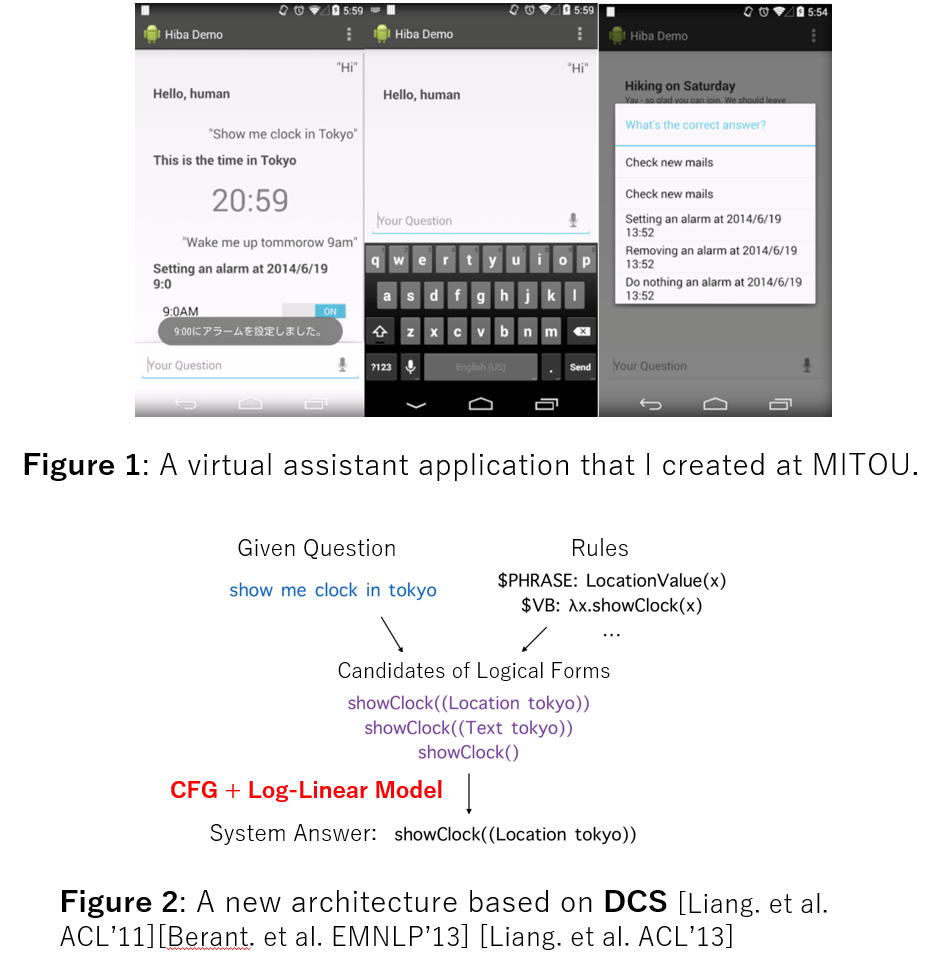 5:59
Hiba Demo
"Hi"
Hello, human
"Show me clock in Tokyo"
This is the time in Tokyo
20:59
"Wake me up tommorow 9am"
Setting an alarm at 2014/6/19
9:0
9:0AM ON
9:00にアラームを設定しました。
Your Question
5:59
Hiba Demo
"Hi"
Hello, human
Your Question
q w e r t y u i o p
a s d f g h j k l
z x c v b n m
?123 English (US) . Send
5:54
Hiba Demo
Hiking on Saturday
Yay - so glad you can join. We should leave
What's the correct answer?
Check new mails
Check new mails
Setting an alarm at 2014/6/19
13:52
Removing an alarm at 2014/6/19
13:52
Do nothing an alarm at 2014/6/19
13:52
Your Question
Figure 1: A virtual assistant application that I created at MITOU.
Given Question
show me clock in tokyo
Rules
$PHRASE: LocationValue(x)
$VB: λx.showClock(x)
...
Candidates of Logical Forms
showClock((Location tokyo))
showClock((Text tokyo))
showClock()
CFG + Log-Linear Model
System Answer: showClock((Location tokyo))
Figure 2: A new architecture based on DCS [Liang. et al.
ACL'11][Berant. et al. EMNLP'13] [Liang. et al. ACL'13]